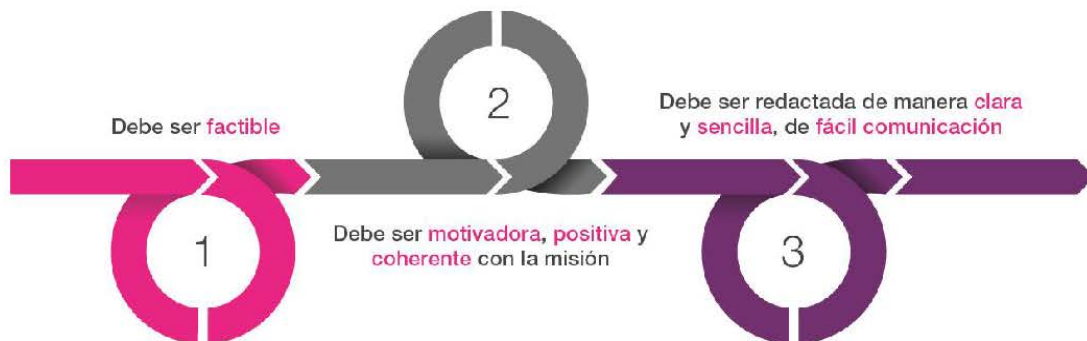 1
Debe ser factible
2
Debe ser motivadora, positiva y
coherente con la misión
3
Debe ser redactada de manera clara
y sencilla, de fácil comunicación